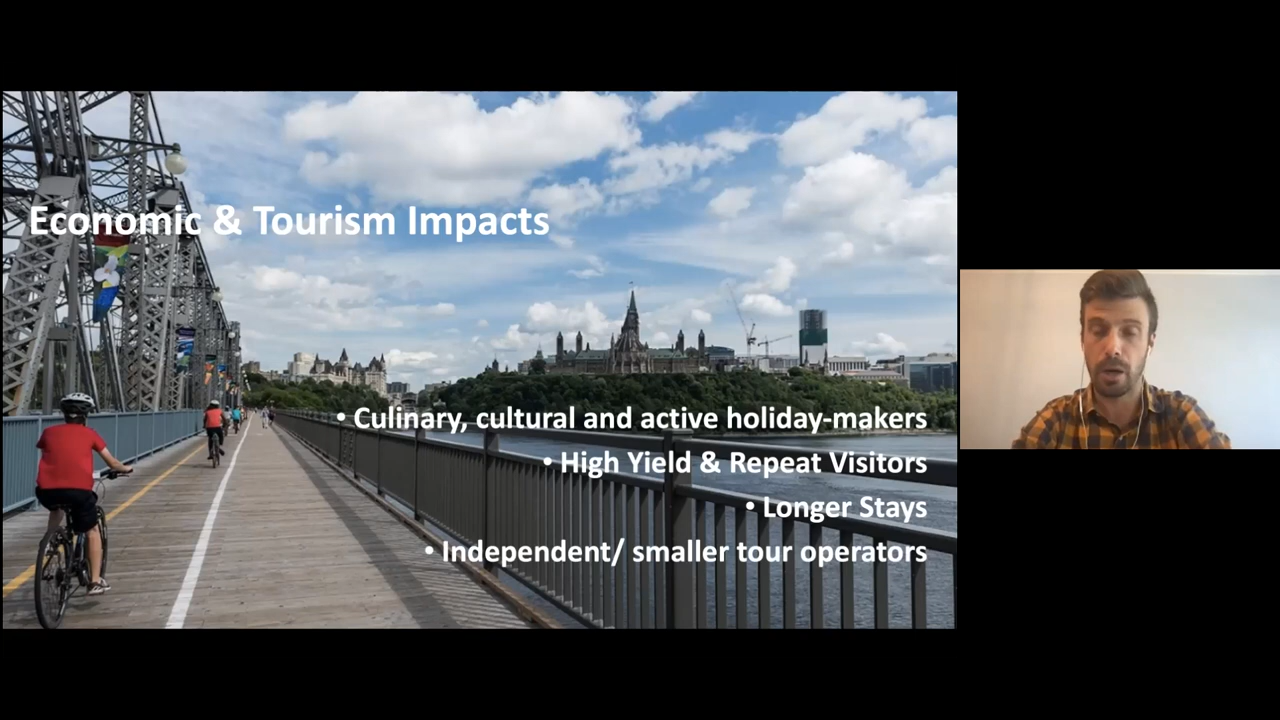 Economic & Tourism Impacts
• Culinary, cultural and active holiday-makers
• High Yield & Repeat Visitors
• Longer Stays
• Independent/ smaller tour operators